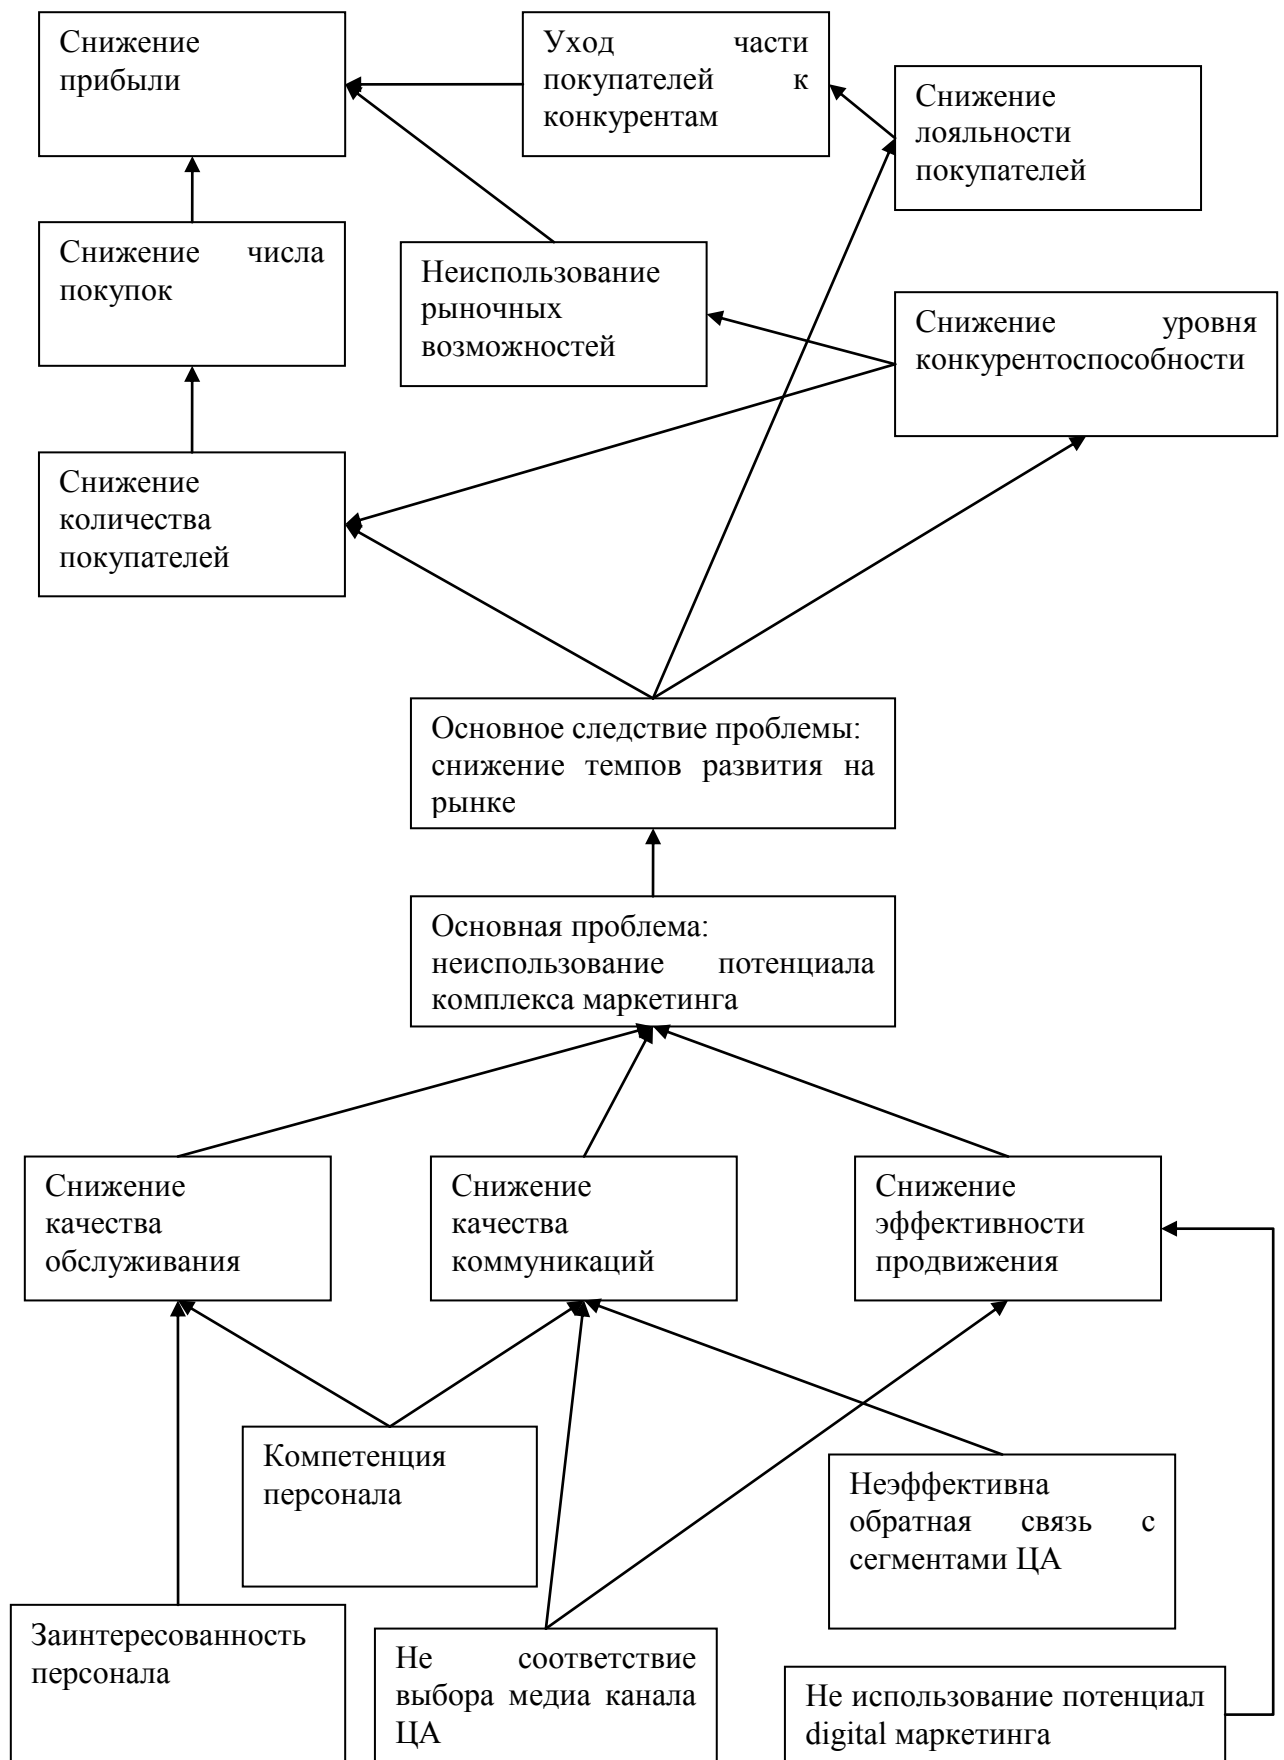 Снижение
прибыли
Уход части
покупателей к
конкурентам
Снижение
лояльности
покупателей
Снижение числа
покупок
Неиспользование
рыночных
возможностей
Снижение уровня
конкурентоспособности
Снижение
количества
покупателей
Основное следствие проблемы:
снижение темпов развития на
рынке
Основная проблема:
неиспользование потенциала
комплекса маркетинга
Снижение
качества
обслуживания
Снижение
качества
коммуникаций
Снижение
эффективности
продвижения
Компетенция
персонала
Неэффективна
обратная связь с
сегментами ЦА
Заинтересованность
персонала
Не соответствие
выбора медиа канала
ЦА
Не использование потенциал
digital маркетинга